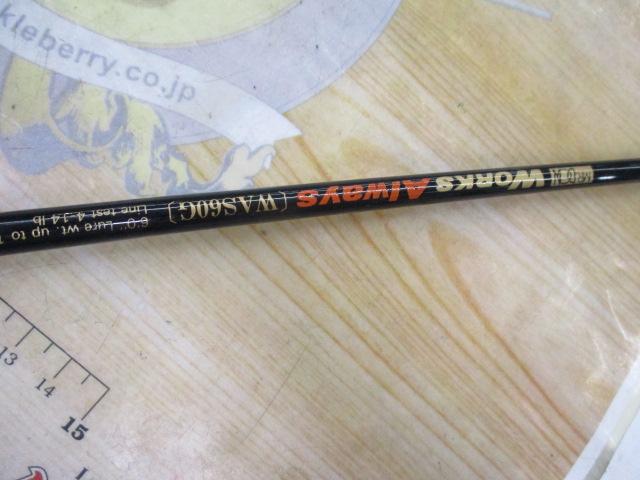 kleberry.co.jp
WORKS Always [WAS60G]
6'0" Lure wt. up to
Line test 4-14 lb
13
14
15